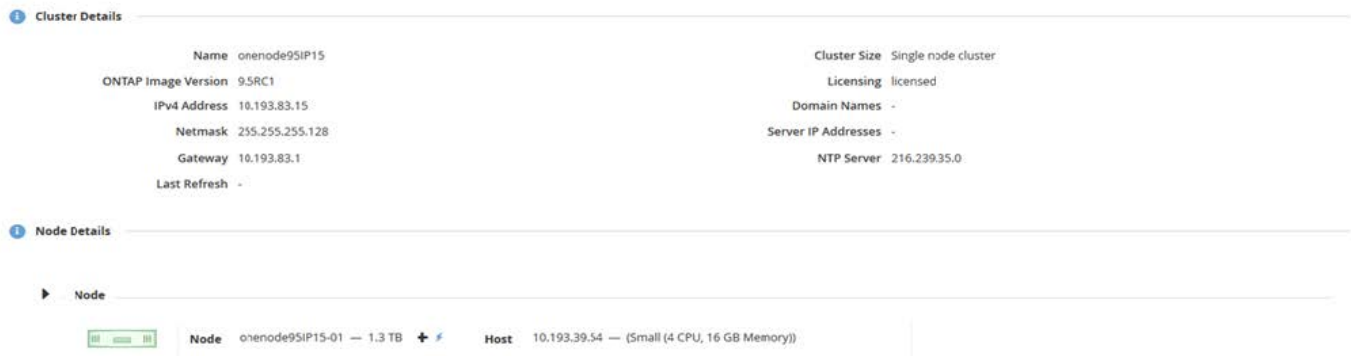 Cluster Details
Name onenode95IP15 Cluster Size Single node cluster
ONTAP Image Version 9.5RC1 Licensing licensed
IPv4 Address 10.193.83.15 Domain Names -
Netmask 255.255.255.128 Server IP Addresses -
Gateway 10.193.83.1 NTP Server 216.239.35.0
Last Refresh -
Node Details
Node
Node onenode95IP15-01 — 1.3 TB Host 10.193.39.54 — (Small (4 CPU, 16 GB Memory))